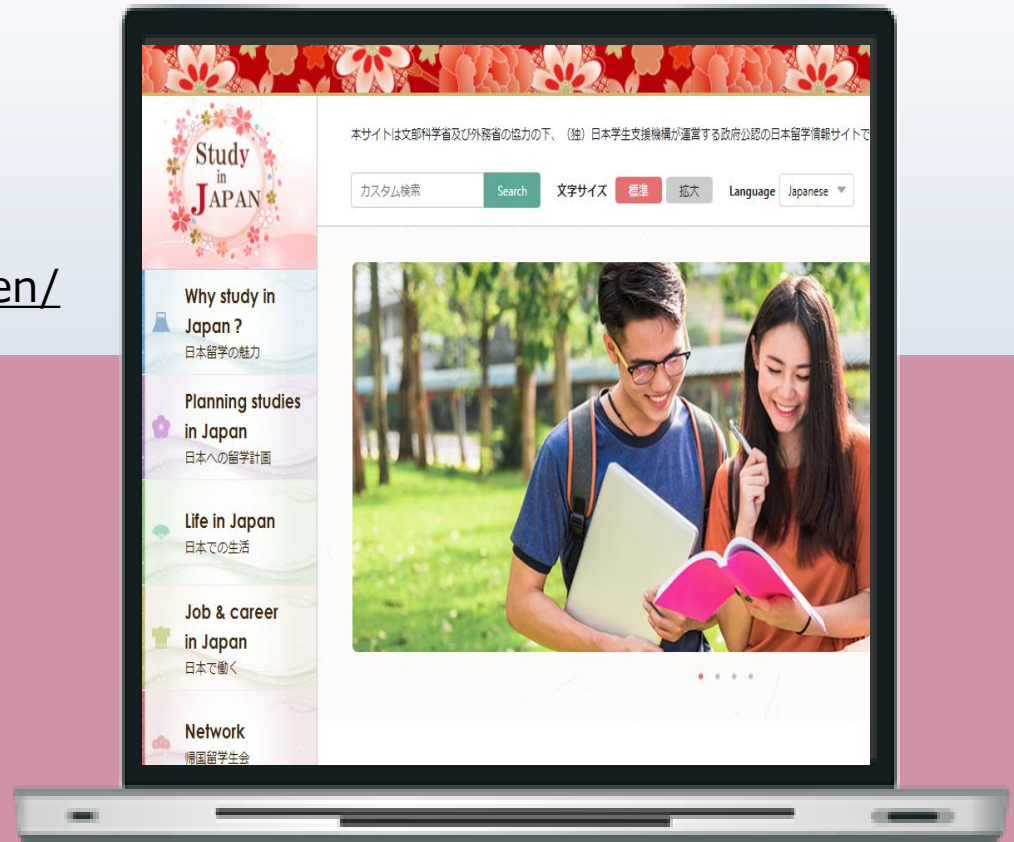 en/
本サイトは文部科学省及び外務省の協力の下、（独）日本学生支援機構が運営する政府公認の日本留学情報サイトで
Study
in
JAPAN
カスタム検索 Search 文字サイズ 標準 拡大 Language Japanese
Why study in
Japan ?
日本留学の魅力
Planning studies
in Japan
日本への留学計画
Life in Japan
日本での生活
Job & career
in Japan
日本で働く
Network
帰国留学生会